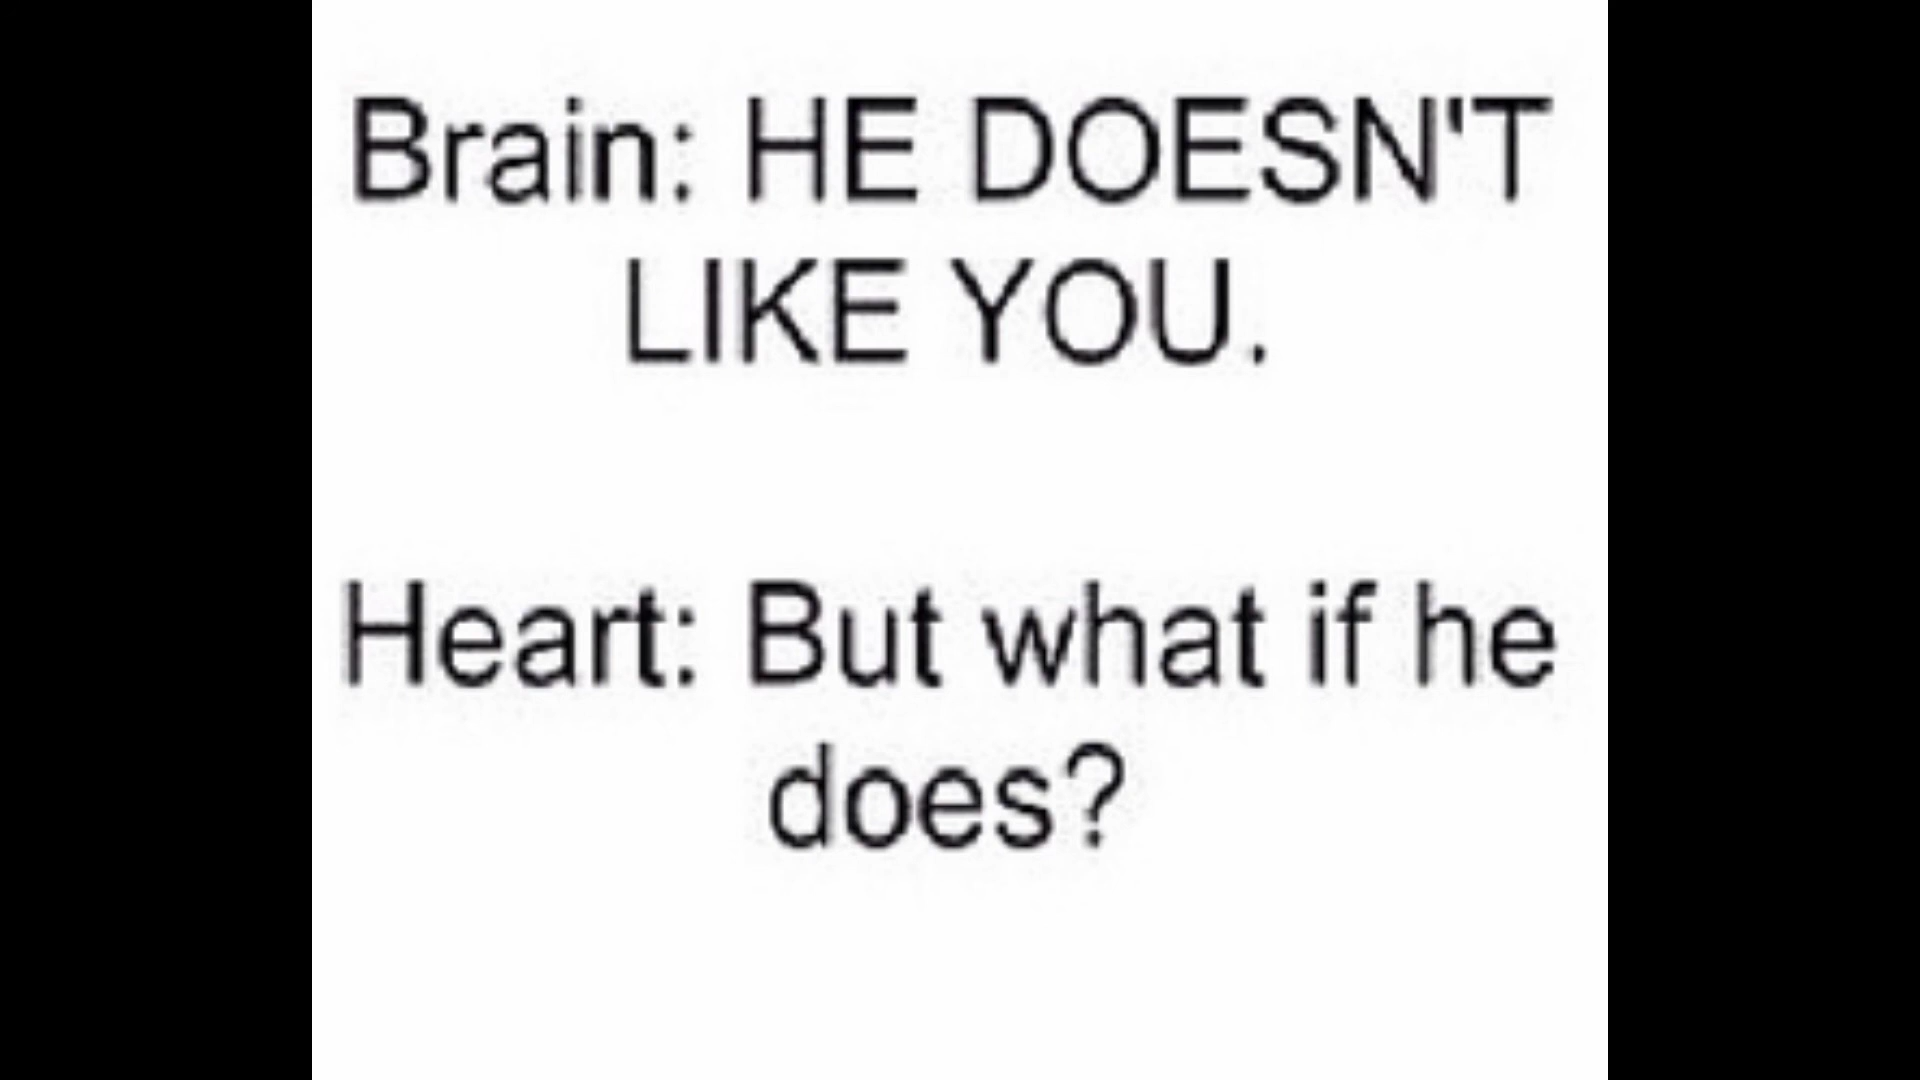 Brain: HE DOESN'T
LIKE YOU.
Heart: But what if he
does?